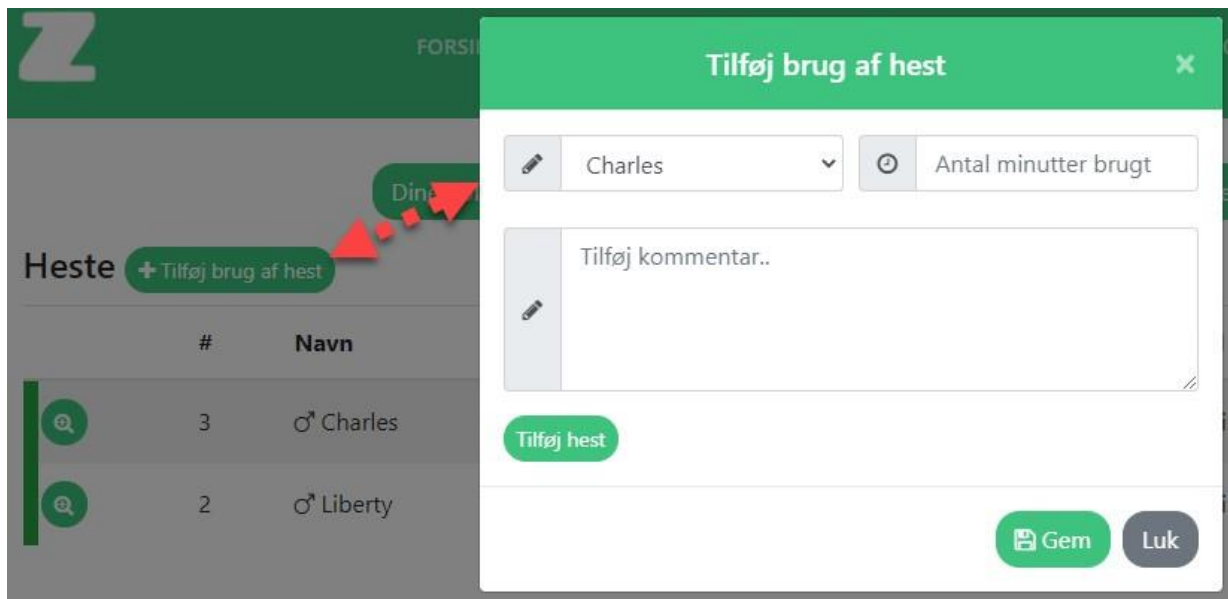 Z
FORSI
Tilføj brug af hest
×
Charles
Antal minutter brugt
Heste
+ Tilføj brug af hest
Tilføj kommentar..
# Navn
3 ♂ Charles
Tilføj hest
2 ♂ Liberty
Gem
Luk